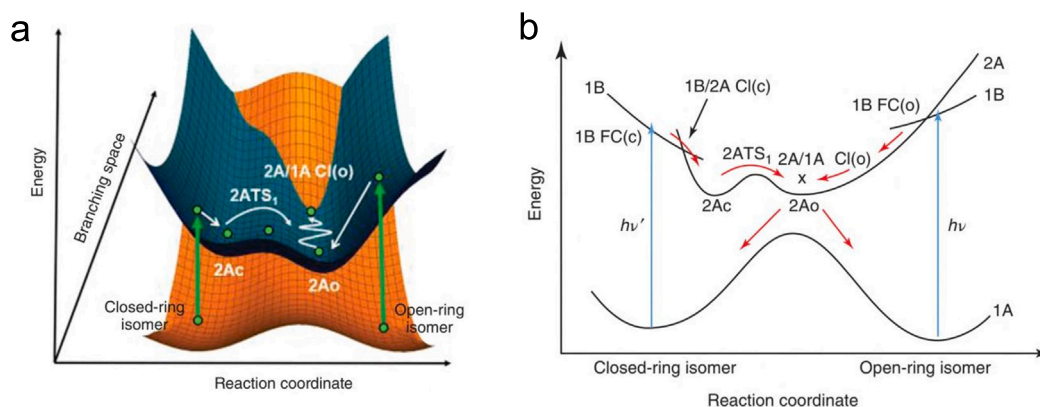 a
Energy
Branching space
2A/1A CI(o)
2ATS₁
2Ac
2Ao
Closed-ring
isomer
Open-ring
isomer
Reaction coordinate
b
Energy
1B
1B/2A CI(c)
1B FC(c)
2ATS₁
2A/1A CI(o)
x
2Ac
2Ao
1B FC(o)
2A
1B
hν′
hν
1A
Closed-ring isomer
Open-ring isomer
Reaction coordinate